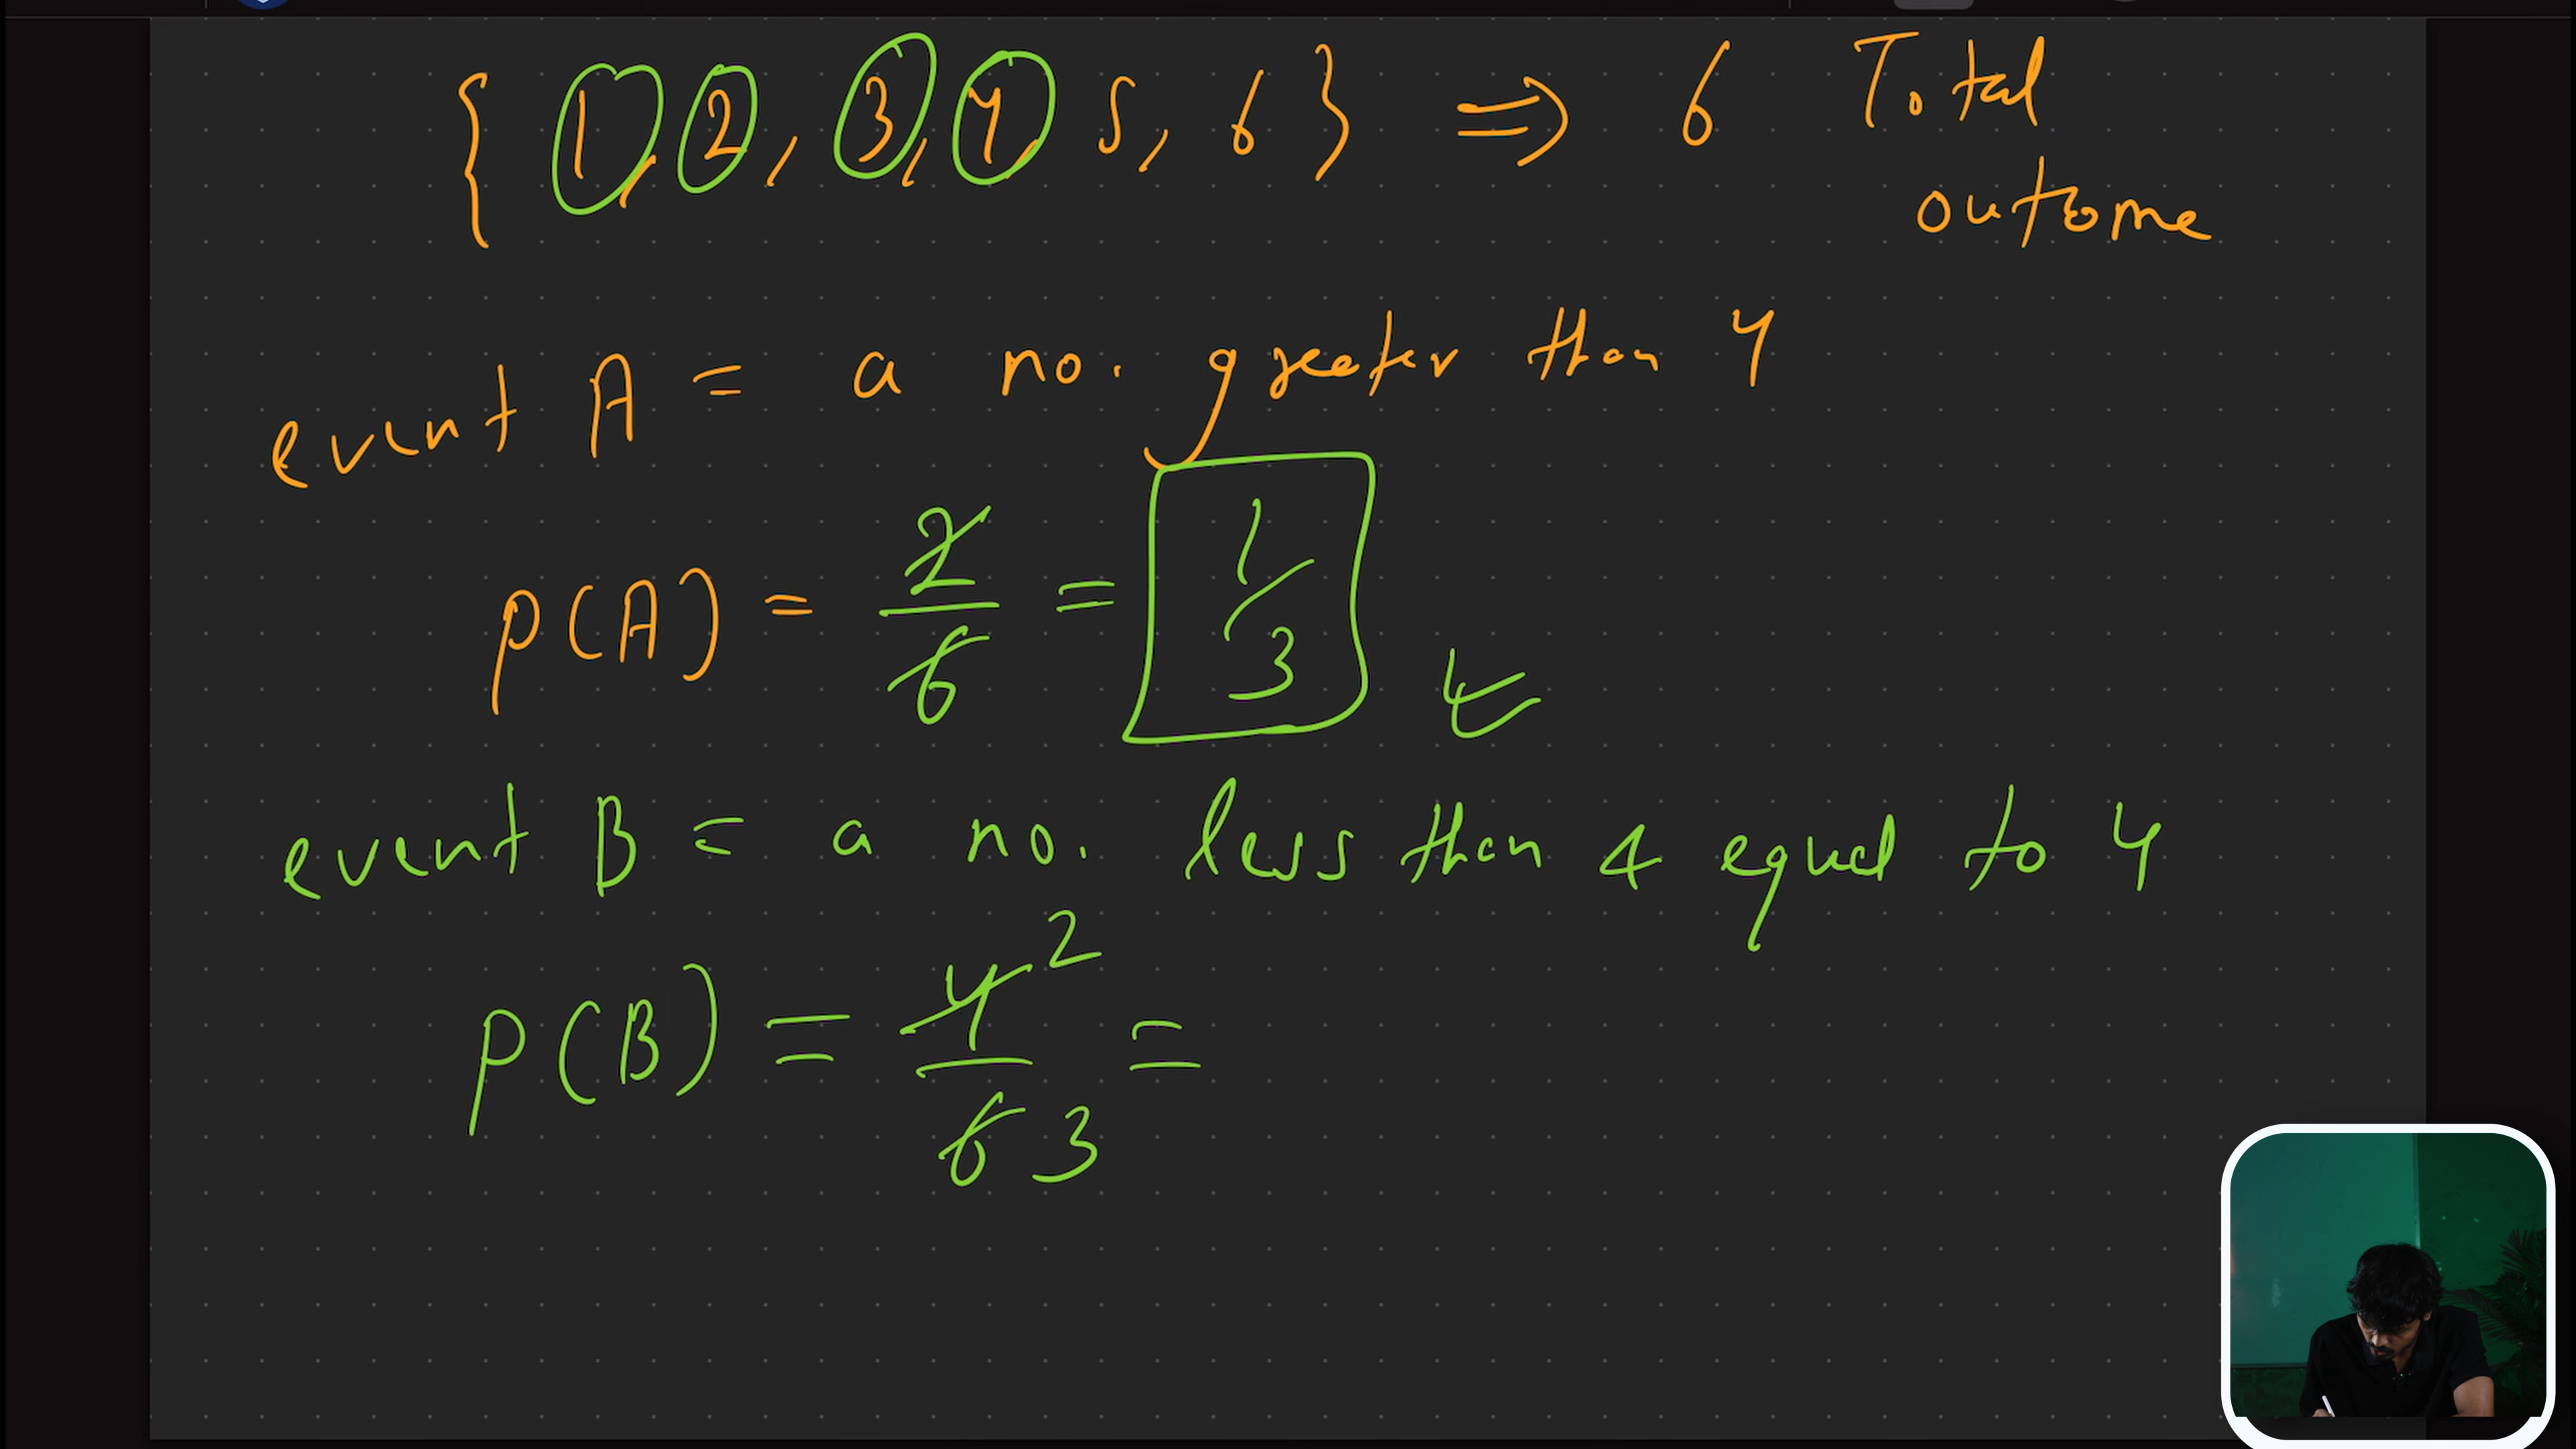 { 1, 2, 3, 4, 5, 6 } ⇒ 6 Total
outcome
event A = a no. greater than 4
P(A) = 2/6 = 1/3
event B = a no. less than & equal to 4
P(B) = 4 2 / 6 3 =